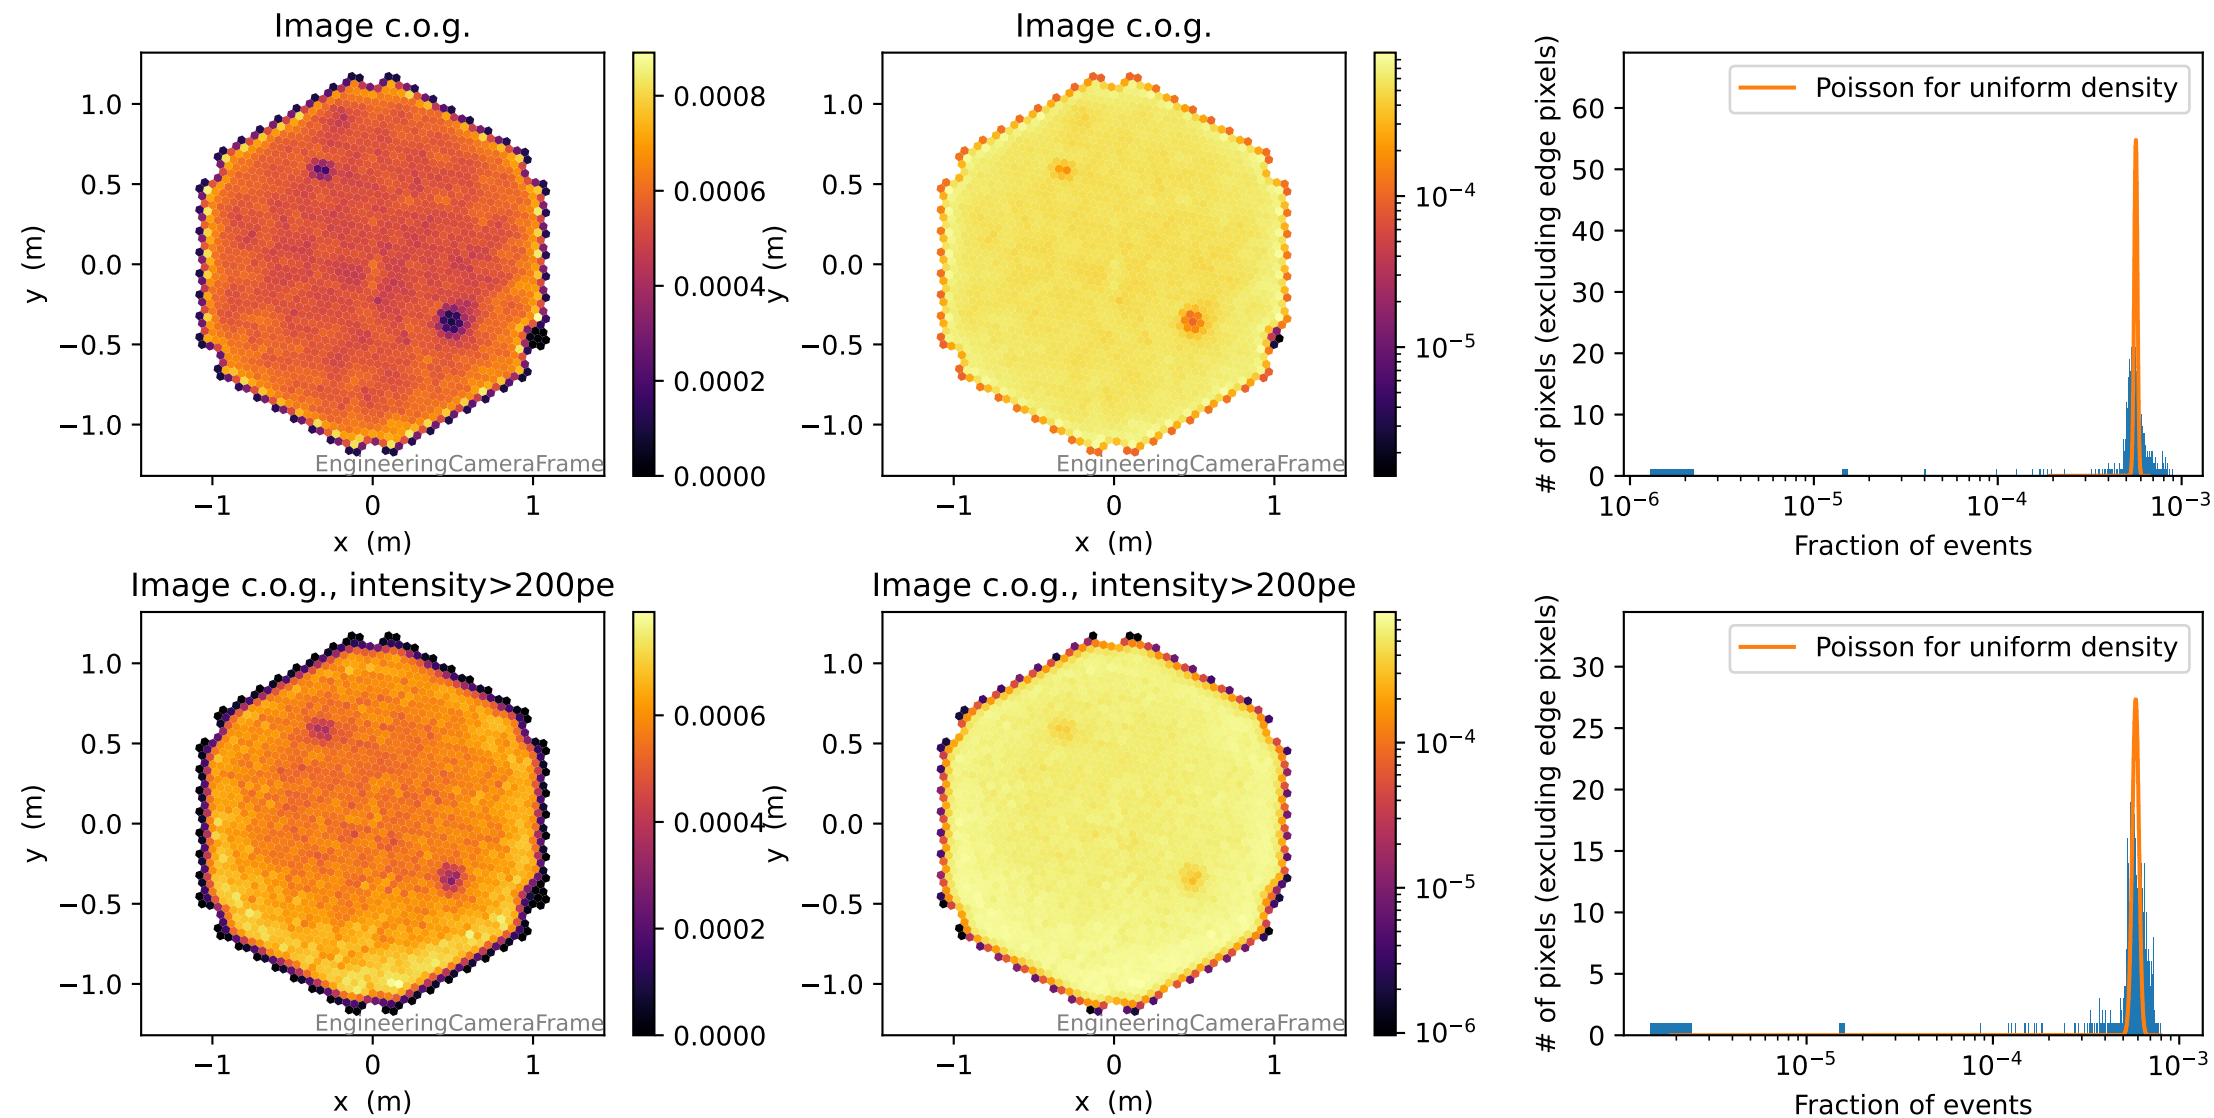 Image c.o.g.
1.0
0.5
0.0
−0.5
−1.0
y (m)
−1 0 1
x (m)
EngineeringCameraFrame
0.0008
0.0006
0.0004
0.0002
0.0000
Image c.o.g.
1.0
0.5
0.0
−0.5
−1.0
y (m)
−1 0 1
x (m)
EngineeringCameraFrame
10⁻⁴
10⁻⁵
Poisson for uniform density
# of pixels (excluding edge pixels)
60
50
40
30
20
10
0
10⁻⁶ 10⁻⁵ 10⁻⁴ 10⁻³
Fraction of events
Image c.o.g., intensity>200pe
1.0
0.5
0.0
−0.5
−1.0
y (m)
−1 0 1
x (m)
EngineeringCameraFrame
0.0006
0.0004
0.0002
0.0000
Image c.o.g., intensity>200pe
1.0
0.5
0.0
−0.5
−1.0
y (m)
−1 0 1
x (m)
EngineeringCameraFrame
10⁻⁴
10⁻⁵
10⁻⁶
Poisson for uniform density
# of pixels (excluding edge pixels)
30
25
20
15
10
5
0
10⁻⁵ 10⁻⁴ 10⁻³
Fraction of events